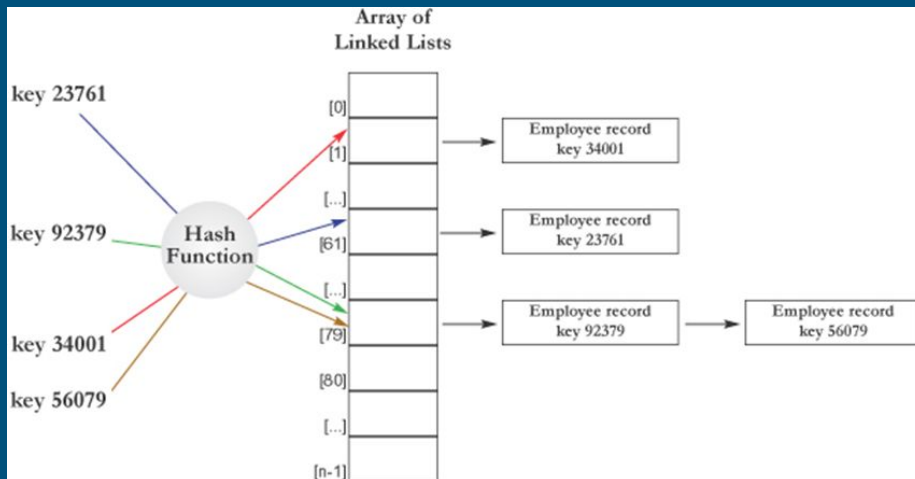 Array of
Linked Lists
key 23761
key 92379
key 34001
key 56079
Hash
Function
[0]
[1]
[...]
[61]
[...]
[79]
[80]
[...]
[n-1]
Employee record
key 34001
Employee record
key 23761
Employee record
key 92379
Employee record
key 56079